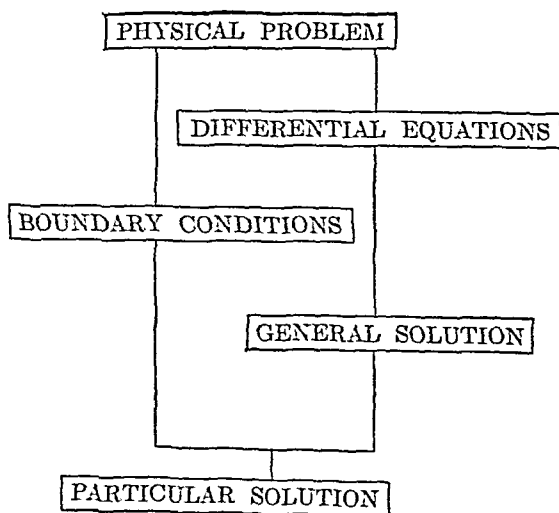 PHYSICAL PROBLEM
DIFFERENTIAL EQUATIONS
BOUNDARY CONDITIONS
GENERAL SOLUTION
PARTICULAR SOLUTION